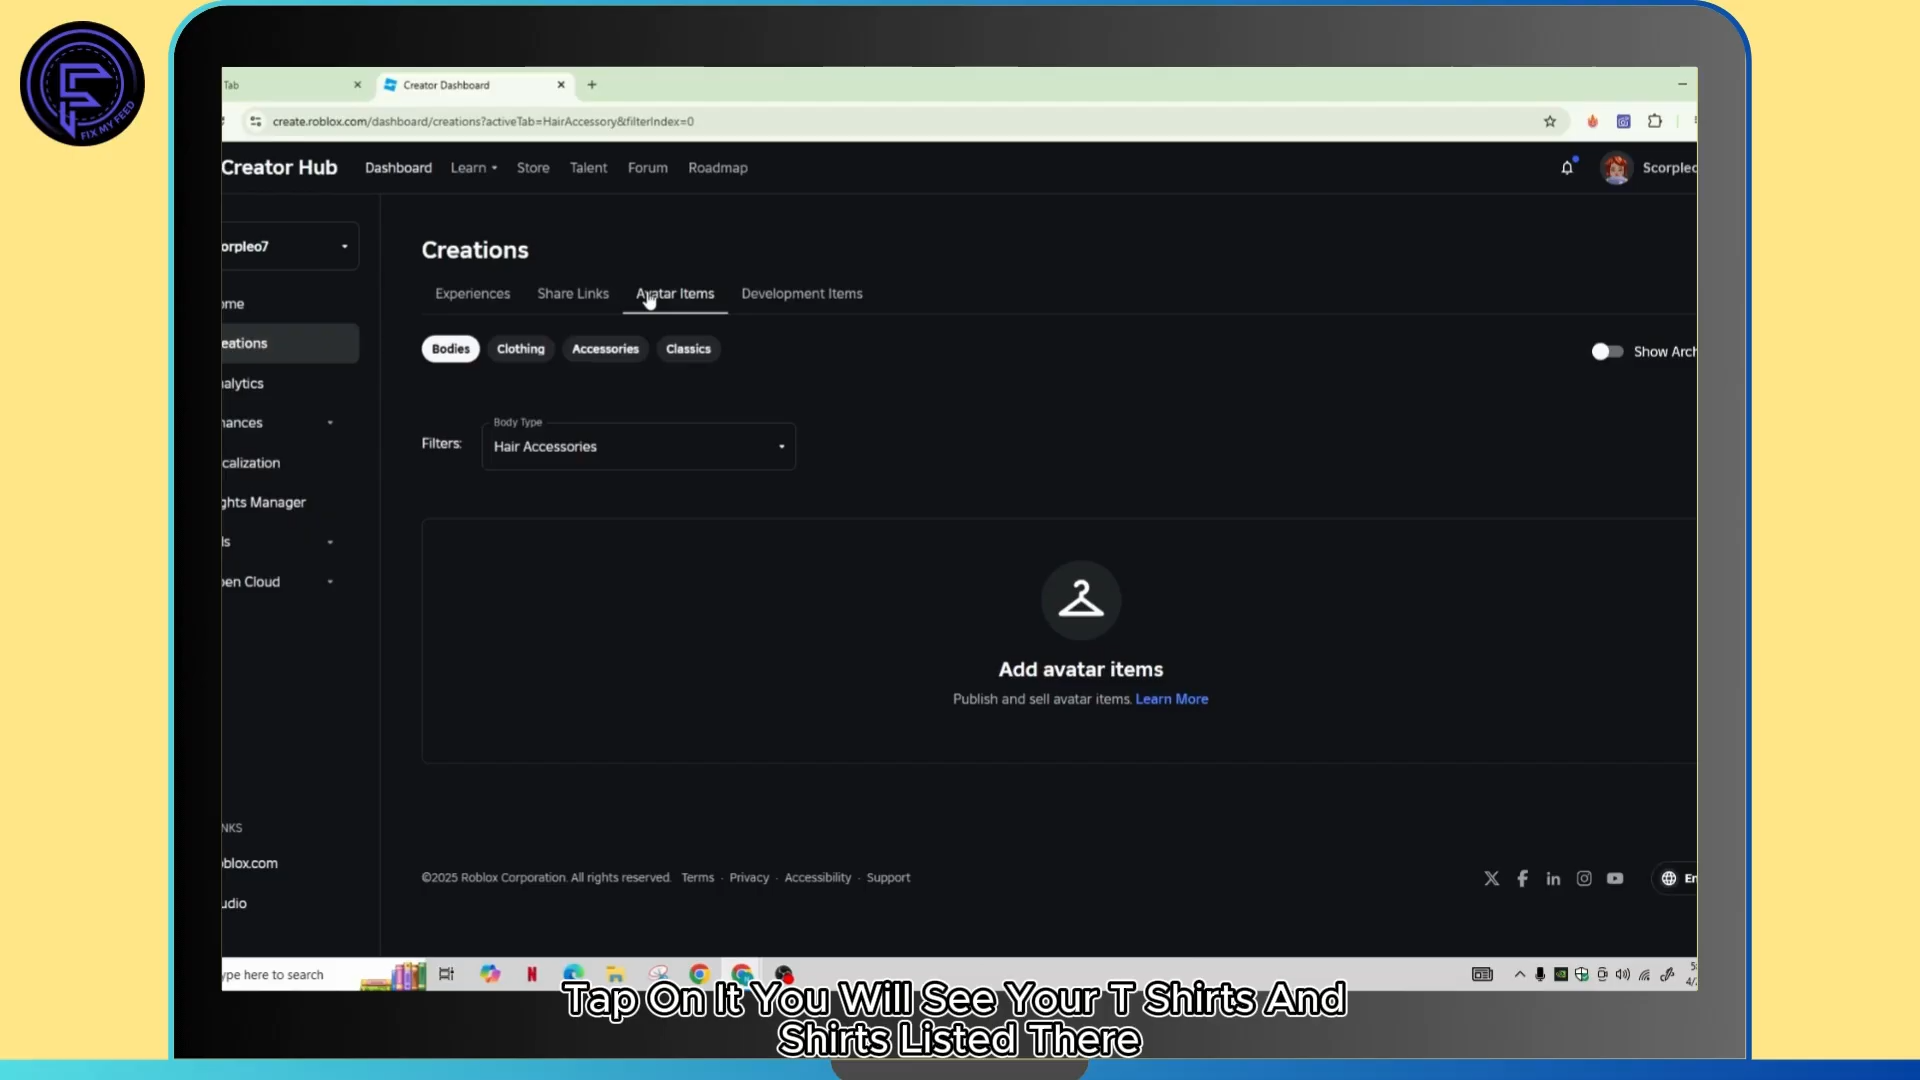 FIX MY FEED
Tab
Creator Dashboard
create.roblox.com/dashboard/creations?activeTab=HairAccessory&filterIndex=0
Creator Hub Dashboard Learn Store Talent Forum Roadmap Scorpleo
orpleo7
ome
eations
alytics
nances
calization
ghts Manager
ls
pen Cloud
NKS
blox.com
udio
Creations
Experiences Share Links Avatar Items Development Items
Bodies Clothing Accessories Classics
Show Arch
Filters:
Body Type
Hair Accessories
Add avatar items
Publish and sell avatar items. Learn More
©2025 Roblox Corporation. All rights reserved. Terms · Privacy · Accessibility · Support
En
ype here to search
Tap On It You Will See Your T Shirts And
Shirts Listed There